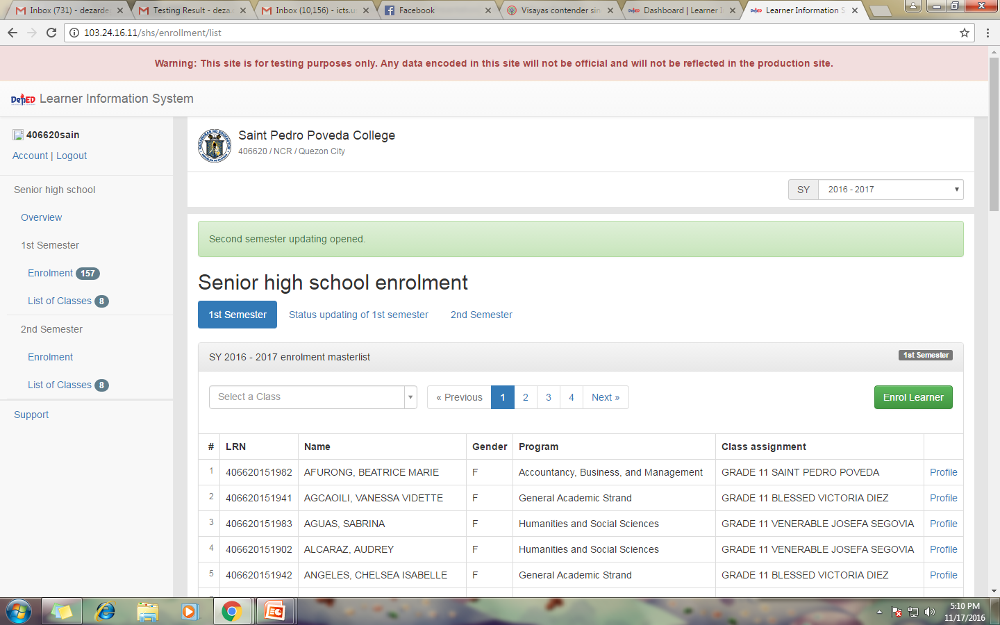 Inbox (731) - dezarde
Testing Result - deza.
Inbox (10,156) - icts.u
Facebook
Visayas contender sin
Dashboard | Learner I
Learner Information S
103.24.16.11/shs/enrollment/list
Warning: This site is for testing purposes only. Any data encoded in this site will not be official and will not be reflected in the production site.
DepED Learner Information System
406620sain
Account | Logout
Senior high school
Overview
1st Semester
Enrolment 157
List of Classes 8
2nd Semester
Enrolment
List of Classes 8
Support
Saint Pedro Poveda College
406620 / NCR / Quezon City
SY 2016 - 2017
Second semester updating opened.
Senior high school enrolment
1st Semester Status updating of 1st semester 2nd Semester
SY 2016 - 2017 enrolment masterlist 1st Semester
Select a Class « Previous 1 2 3 4 Next » Enrol Learner
# LRN Name Gender Program Class assignment
1 406620151982 AFURONG, BEATRICE MARIE F Accountancy, Business, and Management GRADE 11 SAINT PEDRO POVEDA Profile
2 406620151941 AGCAOILI, VANESSA VIDETTE F General Academic Strand GRADE 11 BLESSED VICTORIA DIEZ Profile
3 406620151983 AGUAS, SABRINA F Humanities and Social Sciences GRADE 11 VENERABLE JOSEFA SEGOVIA Profile
4 406620151902 ALCARAZ, AUDREY F Humanities and Social Sciences GRADE 11 VENERABLE JOSEFA SEGOVIA Profile
5 406620151942 ANGELES, CHELSEA ISABELLE F General Academic Strand GRADE 11 BLESSED VICTORIA DIEZ Profile
5:10 PM
11/17/2016